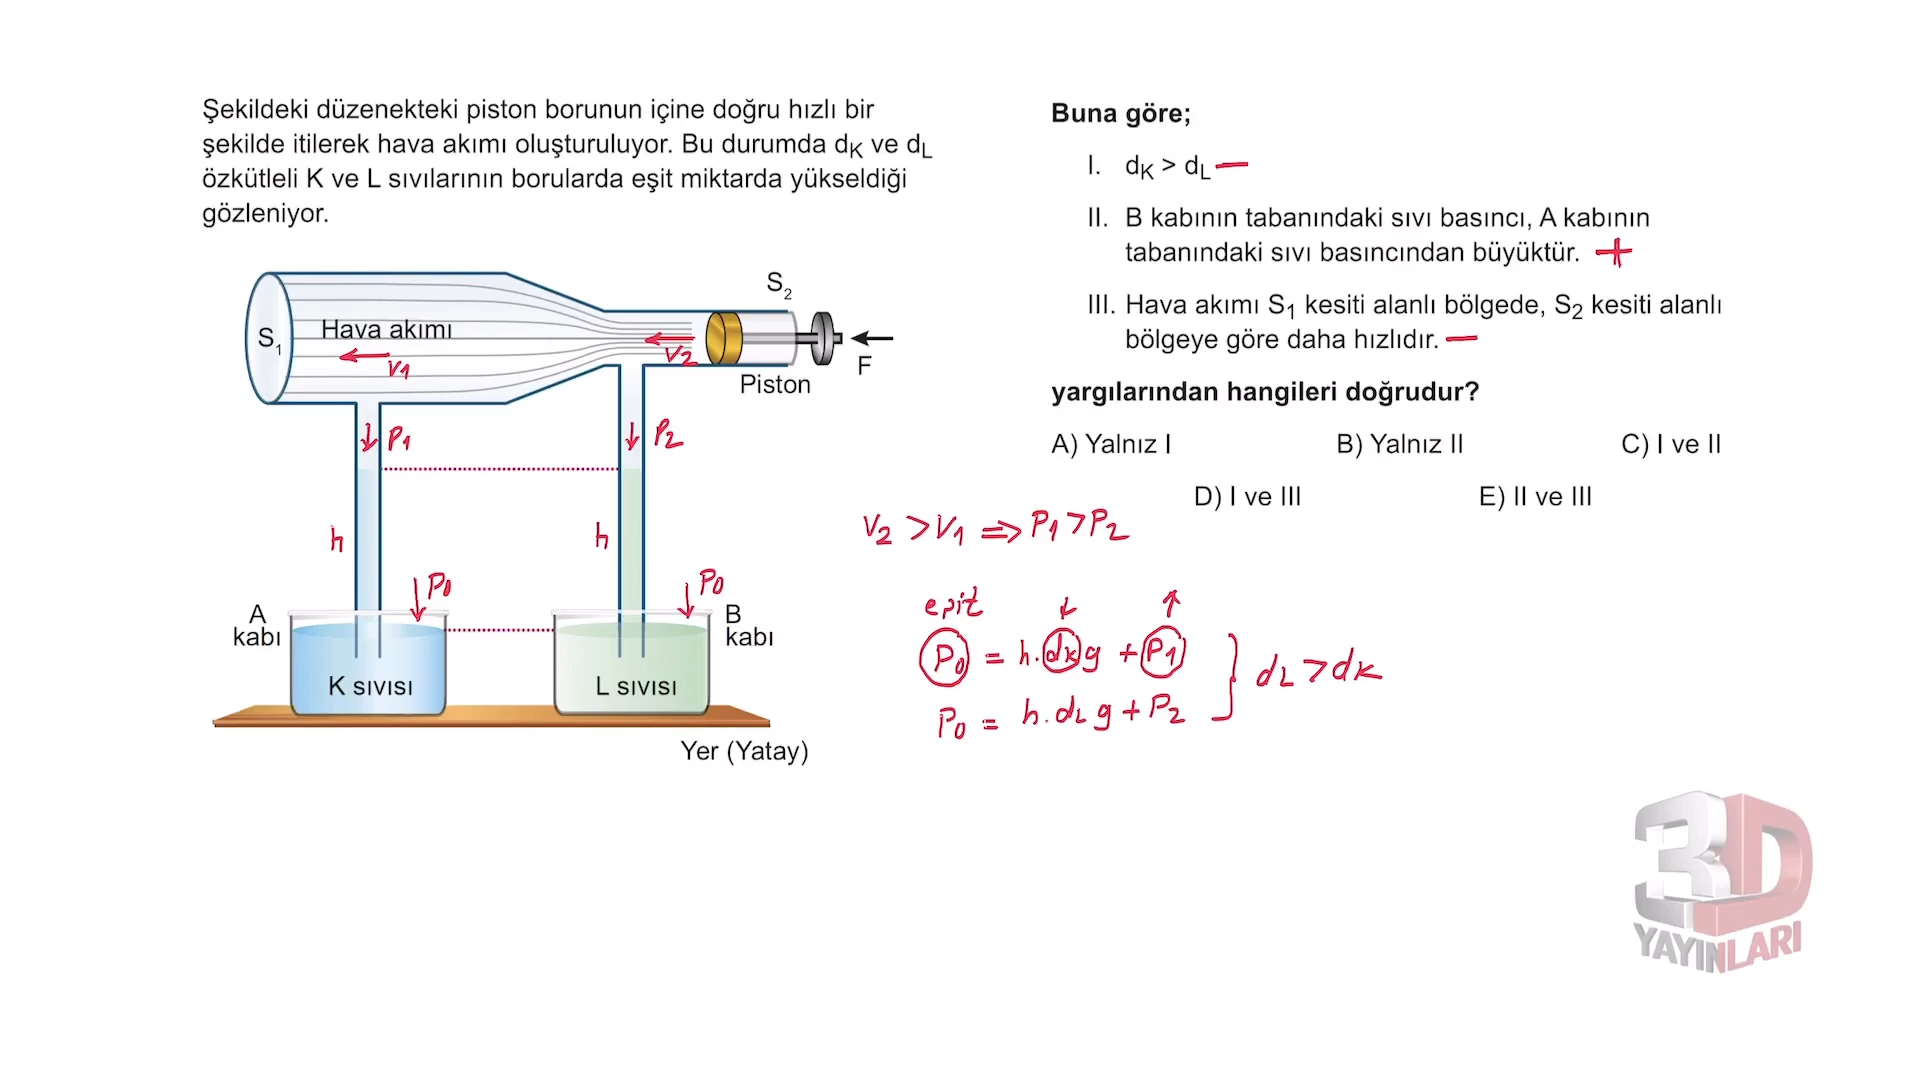 Şekildeki düzenekteki piston borunun içine doğru hızlı bir
şekilde itilerek hava akımı oluşturuluyor. Bu durumda dK ve dL
özkütleli K ve L sıvılarının borularda eşit miktarda yükseldiği
gözleniyor.
S2
S1
Hava akımı
V1
V2
F
Piston
P1
P2
h
h
P0
P0
A
kabı
B
kabı
K sıvısı
L sıvısı
Yer (Yatay)
Buna göre;
I. dK > dL −
II. B kabının tabanındaki sıvı basıncı, A kabının
tabanındaki sıvı basıncından büyüktür. +
III. Hava akımı S1 kesiti alanlı bölgede, S2 kesiti alanlı
bölgeye göre daha hızlıdır. −
yargılarından hangileri doğrudur?
A) Yalnız I B) Yalnız II C) I ve II
D) I ve III E) II ve III
V2 > V1 ⇒ P1 > P2
eşit ↓ ↑
P0 = h.dKg + P1
P0 = h.dLg + P2
} dL > dK
3D
YAYINLARI